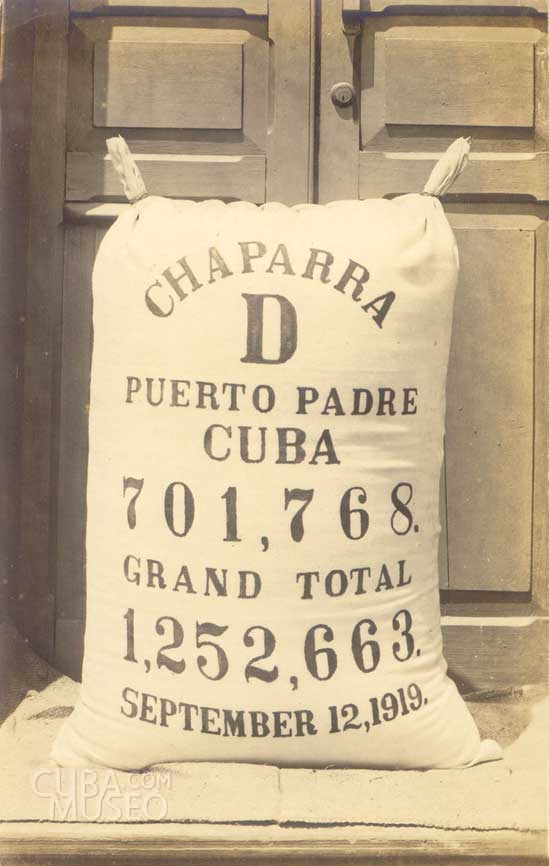 CHAPARRA
D
PUERTO PADRE
CUBA
701,768.
GRAND TOTAL
1,252,663.
SEPTEMBER 12,1919.
CUBA.COM
MUSEO